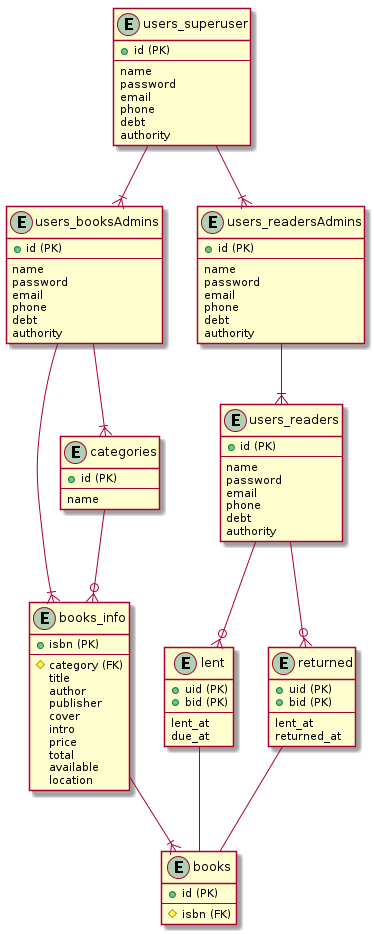 E users_superuser
id (PK)
name
password
email
phone
debt
authority
E users_booksAdmins
id (PK)
name
password
email
phone
debt
authority
E users_readersAdmins
id (PK)
name
password
email
phone
debt
authority
E categories
id (PK)
name
E users_readers
id (PK)
name
password
email
phone
debt
authority
E books_info
isbn (PK)
category (FK)
title
author
publisher
cover
intro
price
total
available
location
E lent
uid (PK)
bid (PK)
lent_at
due_at
E returned
uid (PK)
bid (PK)
lent_at
returned_at
E books
id (PK)
isbn (FK)